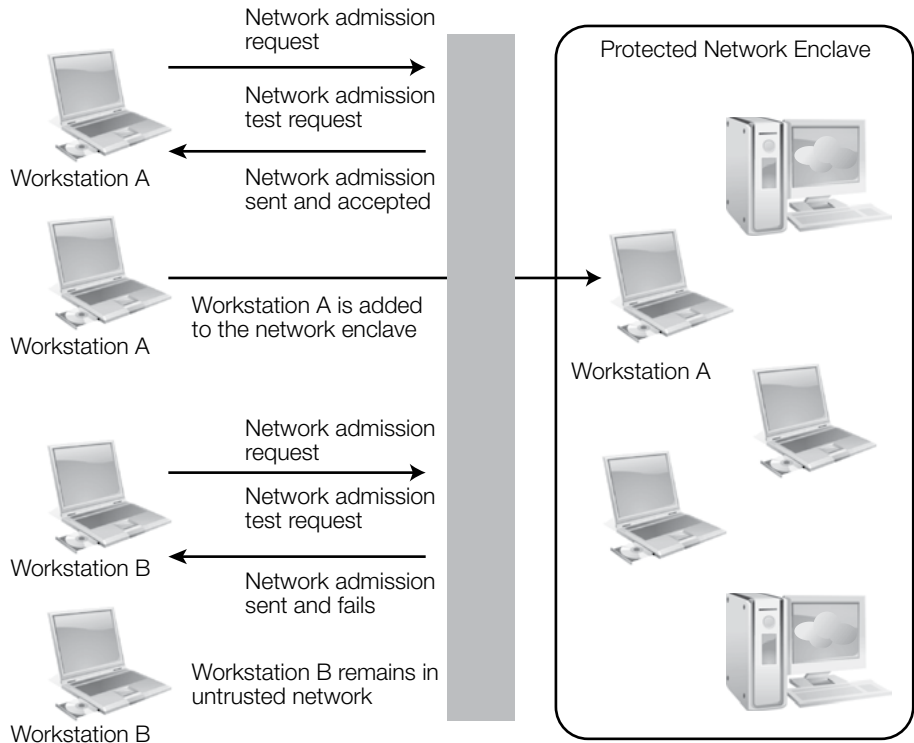 Network admission
request
Protected Network Enclave
Network admission
test request
Workstation A
Network admission
sent and accepted
Workstation A is added
to the network enclave
Workstation A
Workstation A
Network admission
request
Network admission
test request
Workstation B
Network admission
sent and fails
Workstation B remains in
untrusted network
Workstation B